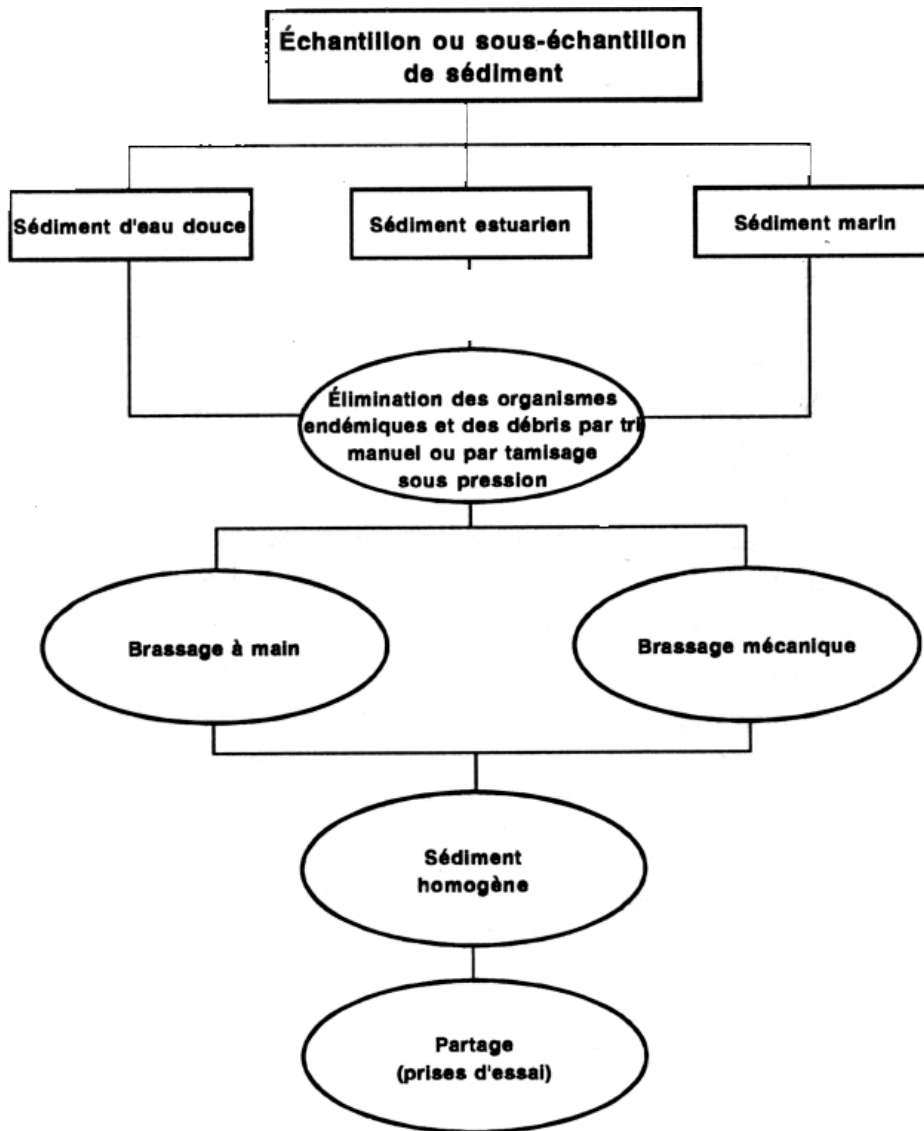 Échantillon ou sous-échantillon
de sédiment
Sédiment d'eau douce
Sédiment estuarien
Sédiment marin
Élimination des organismes
endémiques et des débris par tri
manuel ou par tamisage
sous pression
Brassage à main
Brassage mécanique
Sédiment
homogène
Partage
(prises d'essai)